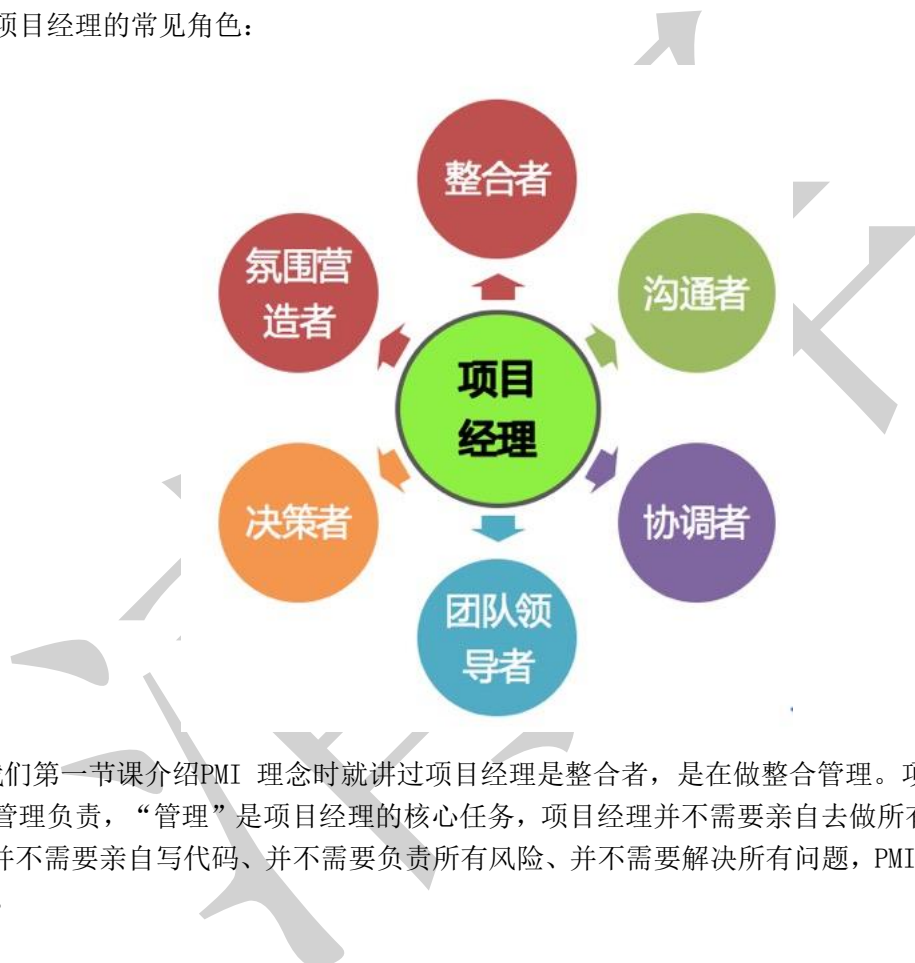 项目经理的常见角色：
整合者
氛围营
造者
沟通者
项目
经理
决策者
协调者
团队领
导者
们第一节课介绍PMI 理念时就讲过项目经理是整合者，是在做整合管理。项
管理负责，“管理”是项目经理的核心任务，项目经理并不需要亲自去做所有
并不需要亲自写代码、并不需要负责所有风险、并不需要解决所有问题，PMI